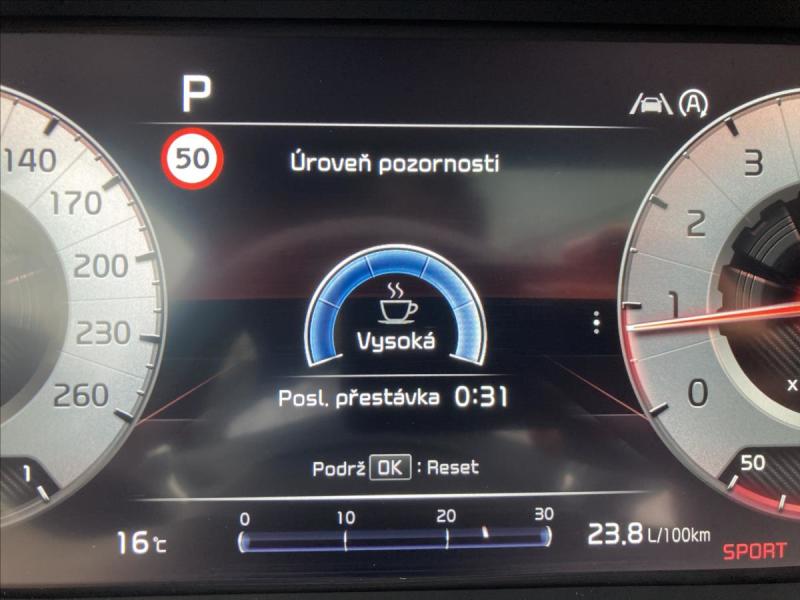 P
A
50
Úroveň pozornosti
140
170
200
230
260
1
3
2
1
0
x
50
Vysoká
Posl. přestávka 0:31
Podrž OK : Reset
0 10 20 30
16°C
23.8 L/100km
SPORT